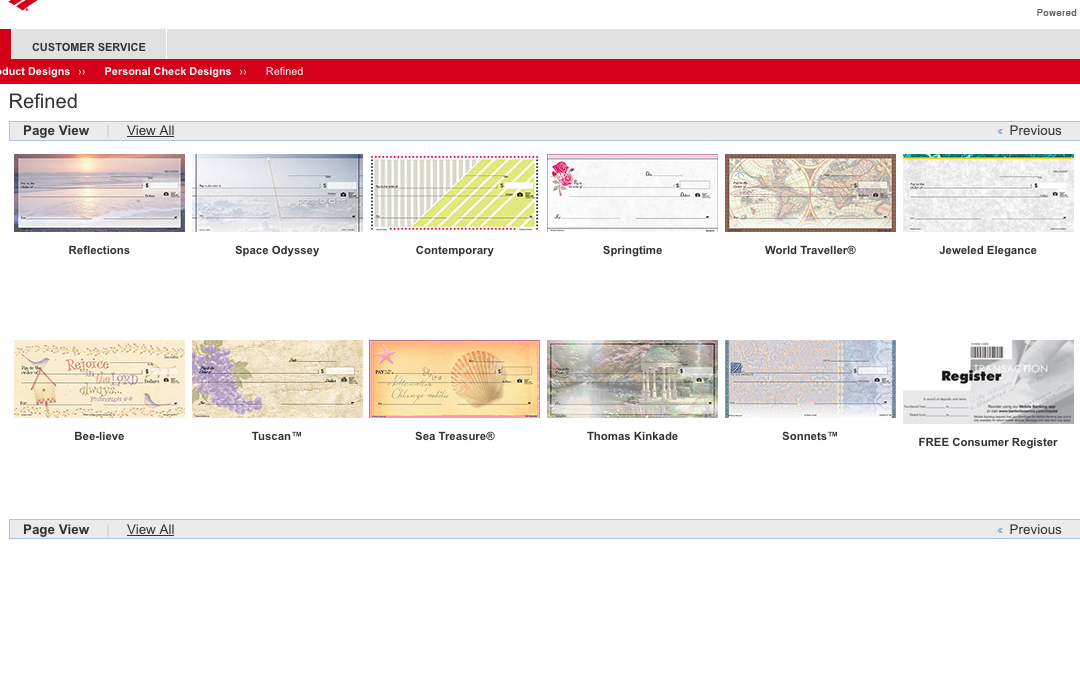 Powered
CUSTOMER SERVICE
oduct Designs ›› Personal Check Designs ›› Refined
Refined
Page View | View All « Previous
Reflections Space Odyssey Contemporary Springtime World Traveller® Jeweled Elegance
Rejoice
in the LORD
always...
TRANSACTION
Register
Bee-lieve Tuscan™ Sea Treasure® Thomas Kinkade Sonnets™ FREE Consumer Register
Page View | View All « Previous